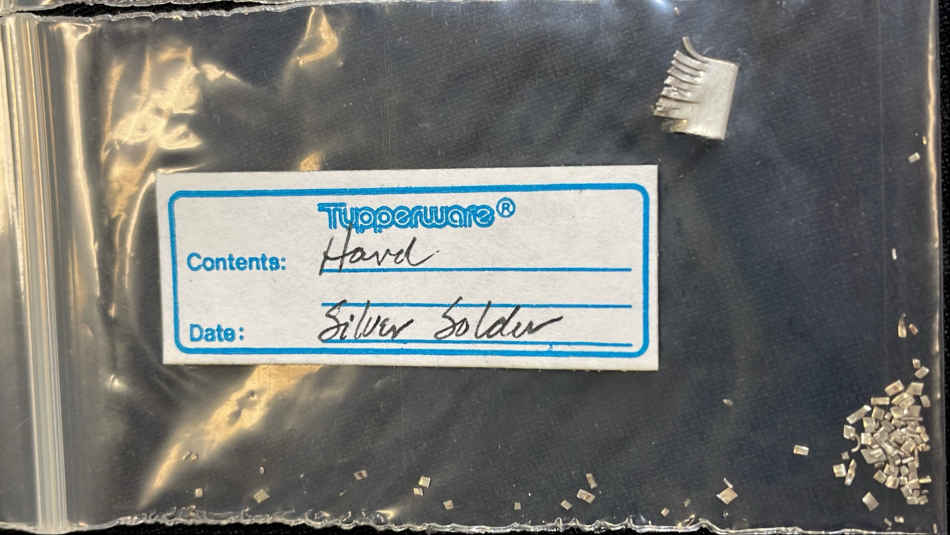 Tupperware®
Contents: Hard
Date: Silver Solder